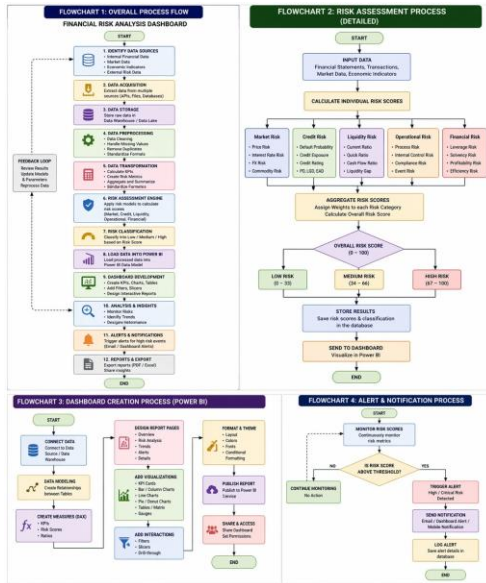 FLOWCHART 1: OVERALL PROCESS FLOW
FINANCIAL RISK ANALYSIS DASHBOARD
START
1. IDENTIFY DATA SOURCES
• Internal Financial Data
• Market Data
• Economic Indicators
• External Risk Data
2. DATA ACQUISITION
Extract data from multiple
sources (APIs, Files, Databases)
3. DATA STORAGE
Store raw data in
Data Warehouse / Data Lake
4. DATA PREPROCESSING
• Data Cleaning
• Handle Missing Values
• Remove Duplicates
• Standardize Formats
5. DATA TRANSFORMATION
• Calculate KPIs
• Create Risk Metrics
• Aggregate and Summarize
• Standardize Formatics
6. RISK ASSESSMENT ENGINE
Apply risk models to calculate
risk scores
(Market, Credit, Liquidity,
Operational, Financial)
7. RISK CLASSIFICATION
Classify into Low / Medium / High
based on Risk Score
8. LOAD DATA INTO POWER BI
Load processed data into
Power BI Data Model
9. DASHBOARD DEVELOPMENT
• Create KPIs, Charts, Tables
• Add Filters, Slicers
• Design Interactive Reports
10. ANALYSIS & INSIGHTS
• Monitor Risks
• Identify Trends
11. ALERTS & NOTIFICATIONS
Trigger alerts for high risk scores
(Email / Dashboard Alerts)
12. REPORTS & EXPORT
Export reports (PDF / Excel)
Share insights
END
FEEDBACK LOOP
Review Results
Update Models
& Parameters
Reprocess Data
FLOWCHART 2: RISK ASSESSMENT PROCESS
(DETAILED)
START
INPUT DATA
Financial Statements, Transactions,
Market Data, Economic Indicators
CALCULATE INDIVIDUAL RISK SCORES
Market Risk
• Price Risk
• Interest Rate Risk
• FX Risk
• Commodity Risk
Credit Risk
• Default Probability
• Credit Exposure
• Credit Rating
• PD, LGD, EAD
Liquidity Risk
• Current Ratio
• Quick Ratio
• Cash Flow Ratio
• Liquidity Gap
Operational Risk
• Process Risk
• Internal Control Risk
• Compliance Risk
• Event Risk
Financial Risk
• Leverage Risk
• Solvency Risk
• Profitability Risk
• Efficiency Risk
AGGREGATE RISK SCORES
Assign Weights to each Risk Category
Calculate Overall Risk Score
OVERALL RISK SCORE
(0 – 100)
LOW RISK
(0 – 33)
MEDIUM RISK
(34 – 66)
HIGH RISK
(67 – 100)
STORE RESULTS
Save risk scores & classification
in the database
SEND TO DASHBOARD
Visualize in Power BI
END
FLOWCHART 3: DASHBOARD CREATION PROCESS (POWER BI)
START
CONNECT DATA
Connect to Data
Source / Data
Warehouse
DATA MODELING
Create Relationships
between Tables
CREATE MEASURES (DAX)
fx
• KPIs
• Risk Scores
• Ratios
DESIGN REPORT PAGES
• Overview
• Risk Analysis
• Trends
• Alerts
• Details
ADD VISUALIZATIONS
• KPI Cards
• Bar / Column Charts
• Line Charts
• Pie / Donut Charts
• Tables / Matrix
• Gauges
ADD INTERACTIONS
• Filters
• Slicers
• Drill-through
FORMAT & THEME
• Layout
• Colors
• Fonts
• Conditional
Formatting
PUBLISH REPORT
Publish to Power BI
Service
SHARE & ACCESS
Share Dashboard
Set Permissions
END
FLOWCHART 4: ALERT & NOTIFICATION PROCESS
START
MONITOR RISK SCORES
Continuously monitor
risk metrics
IS RISK SCORE
ABOVE THRESHOLD?
NO
YES
CONTINUE MONITORING
No Action
TRIGGER ALERT
High / Critical Risk
Detected
SEND NOTIFICATION
Email / Dashboard Alert /
Mobile Notification
LOG ALERT
Save alert details in
database
END